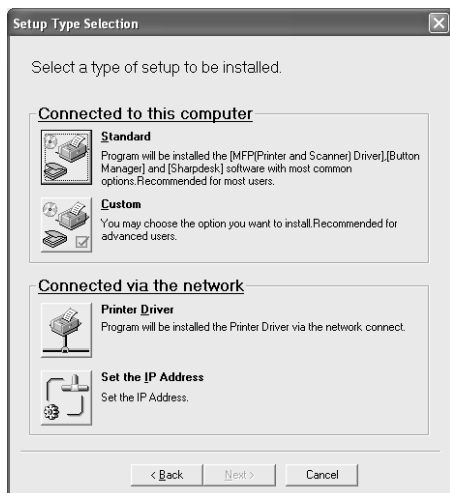 Setup Type Selection
Select a type of setup to be installed.
Connected to this computer
Standard
Program will be installed the [MFP(Printer and Scanner) Driver],[Button
Manager] and [Sharpdesk] software with most common
options.Recommended for most users.
Custom
You may choose the option you want to install.Recommended for
advanced users.
Connected via the network
Printer Driver
Program will be installed the Printer Driver via the network connect.
Set the IP Address
Set the IP Address.
< Back
Next >
Cancel